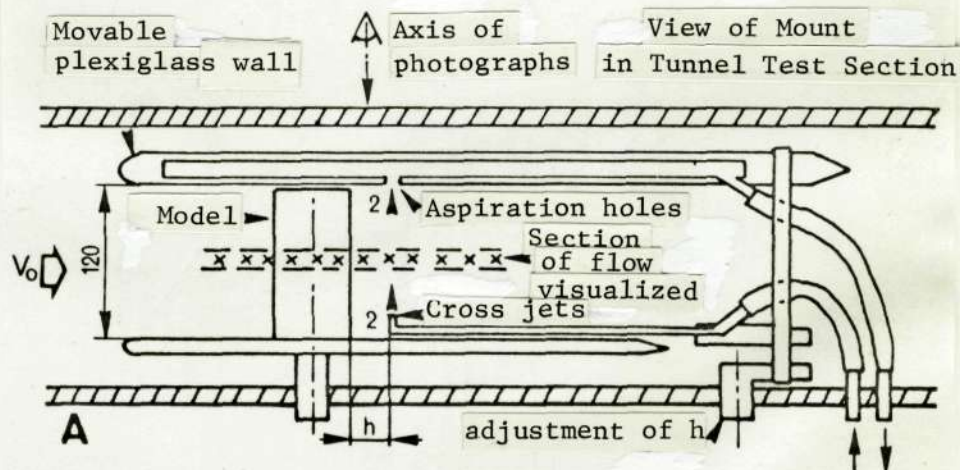 Movable
plexiglass wall
Axis of
photographs
View of Mount
in Tunnel Test Section
Model
2
Aspiration holes
Section
of flow
visualized
V₀
120
2
Cross jets
A
h
adjustment of h